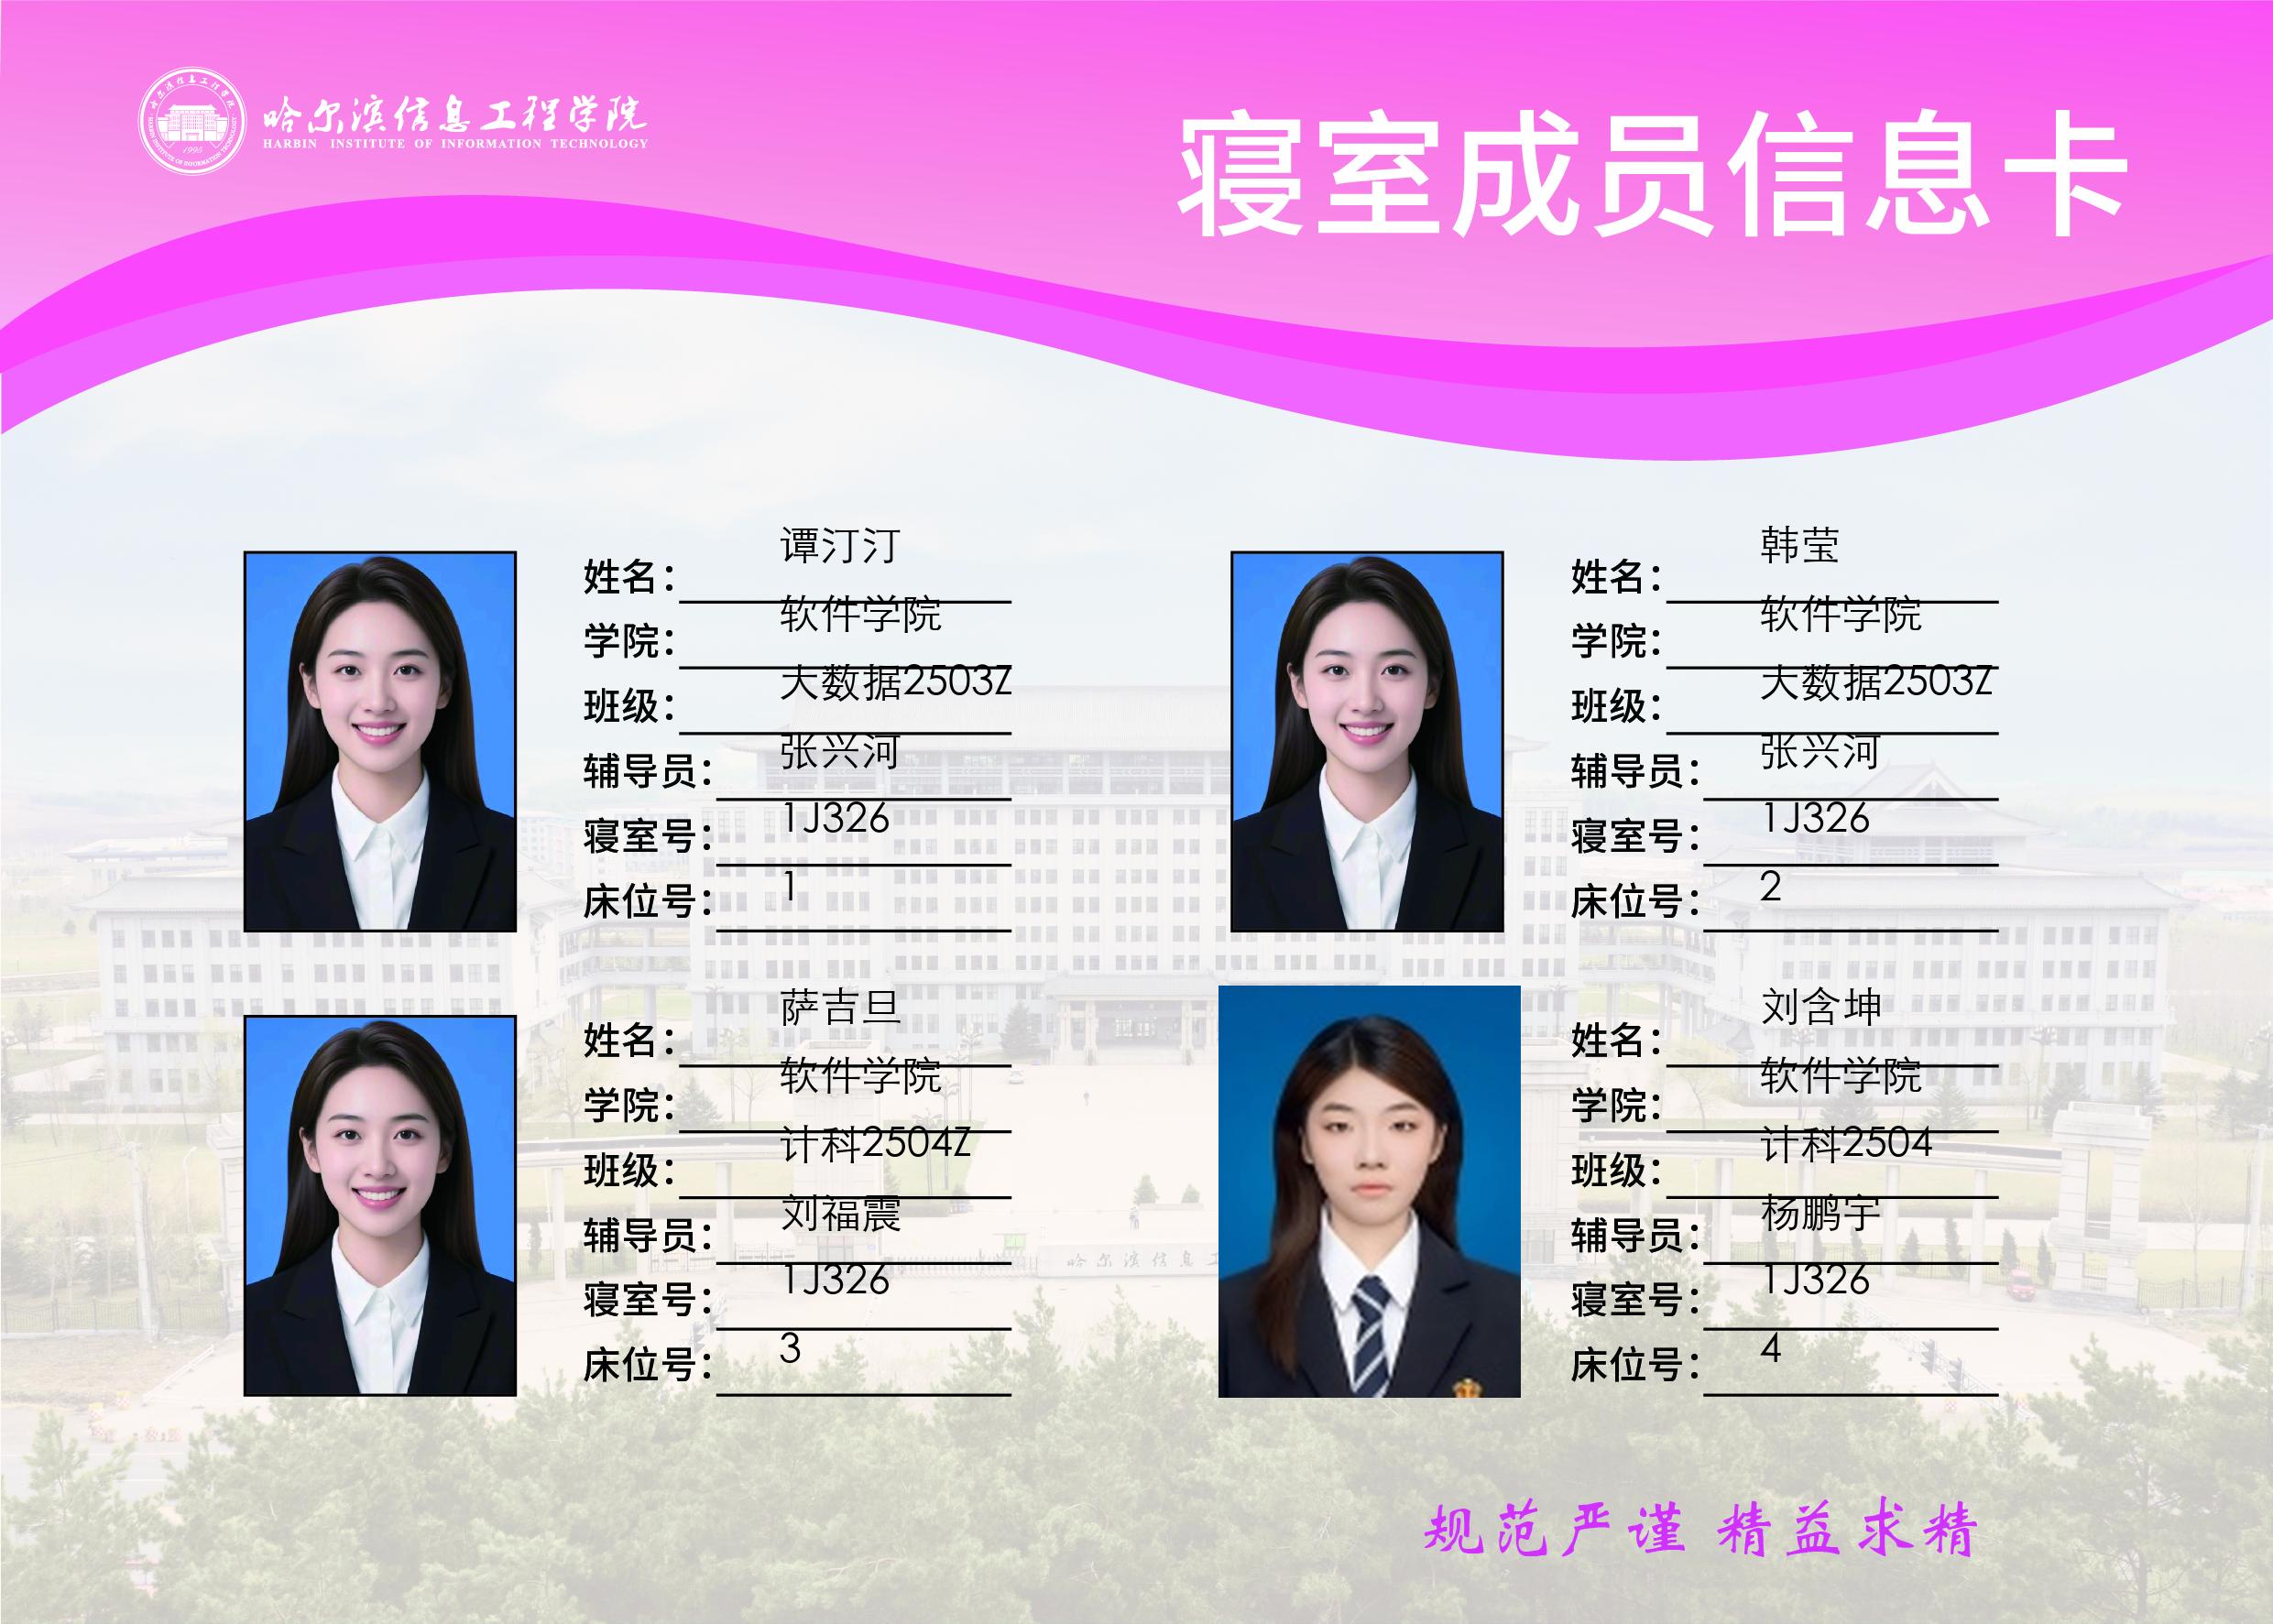 哈尔滨信息工程学院
HARBIN INSTITUTE OF INFORMATION TECHNOLOGY
1995
寝室成员信息卡
姓名：谭汀汀
学院：软件学院
班级：大数据2503Z
辅导员：张兴河
寝室号：1J326
床位号：1
姓名：韩莹
学院：软件学院
班级：大数据2503Z
辅导员：张兴河
寝室号：1J326
床位号：2
姓名：萨吉旦
学院：软件学院
班级：计科2504Z
辅导员：刘福震
寝室号：1J326
床位号：3
姓名：刘含坤
学院：软件学院
班级：计科2504
辅导员：杨鹏宇
寝室号：1J326
床位号：4
哈尔滨信息工
规范严谨 精益求精